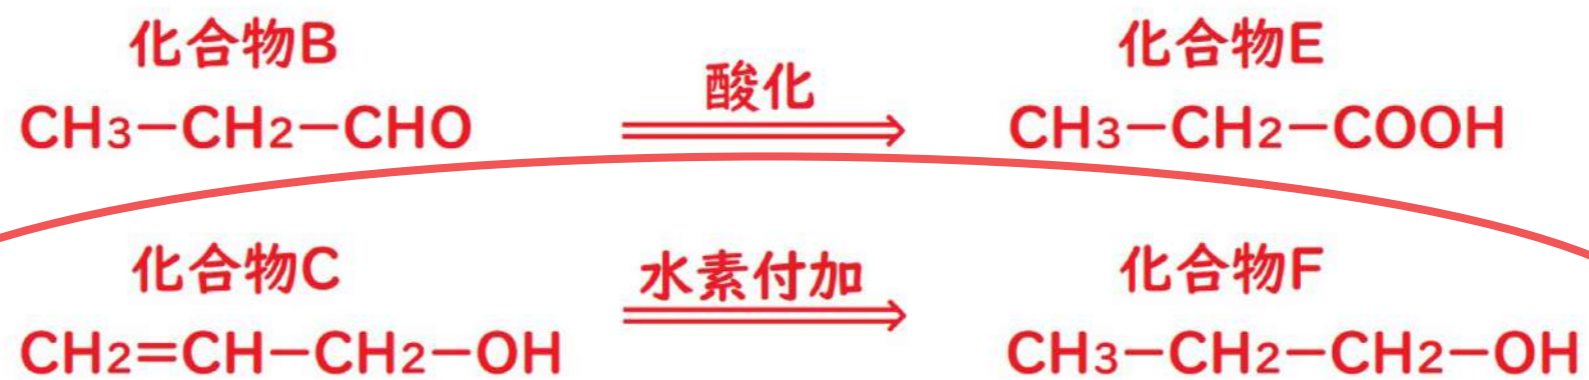 化合物B
酸化
化合物E
CH3-CH2-CHO
CH3-CH2-COOH
化合物C
水素付加
化合物F
CH2=CH-CH2-OH
CH3-CH2-CH2-OH